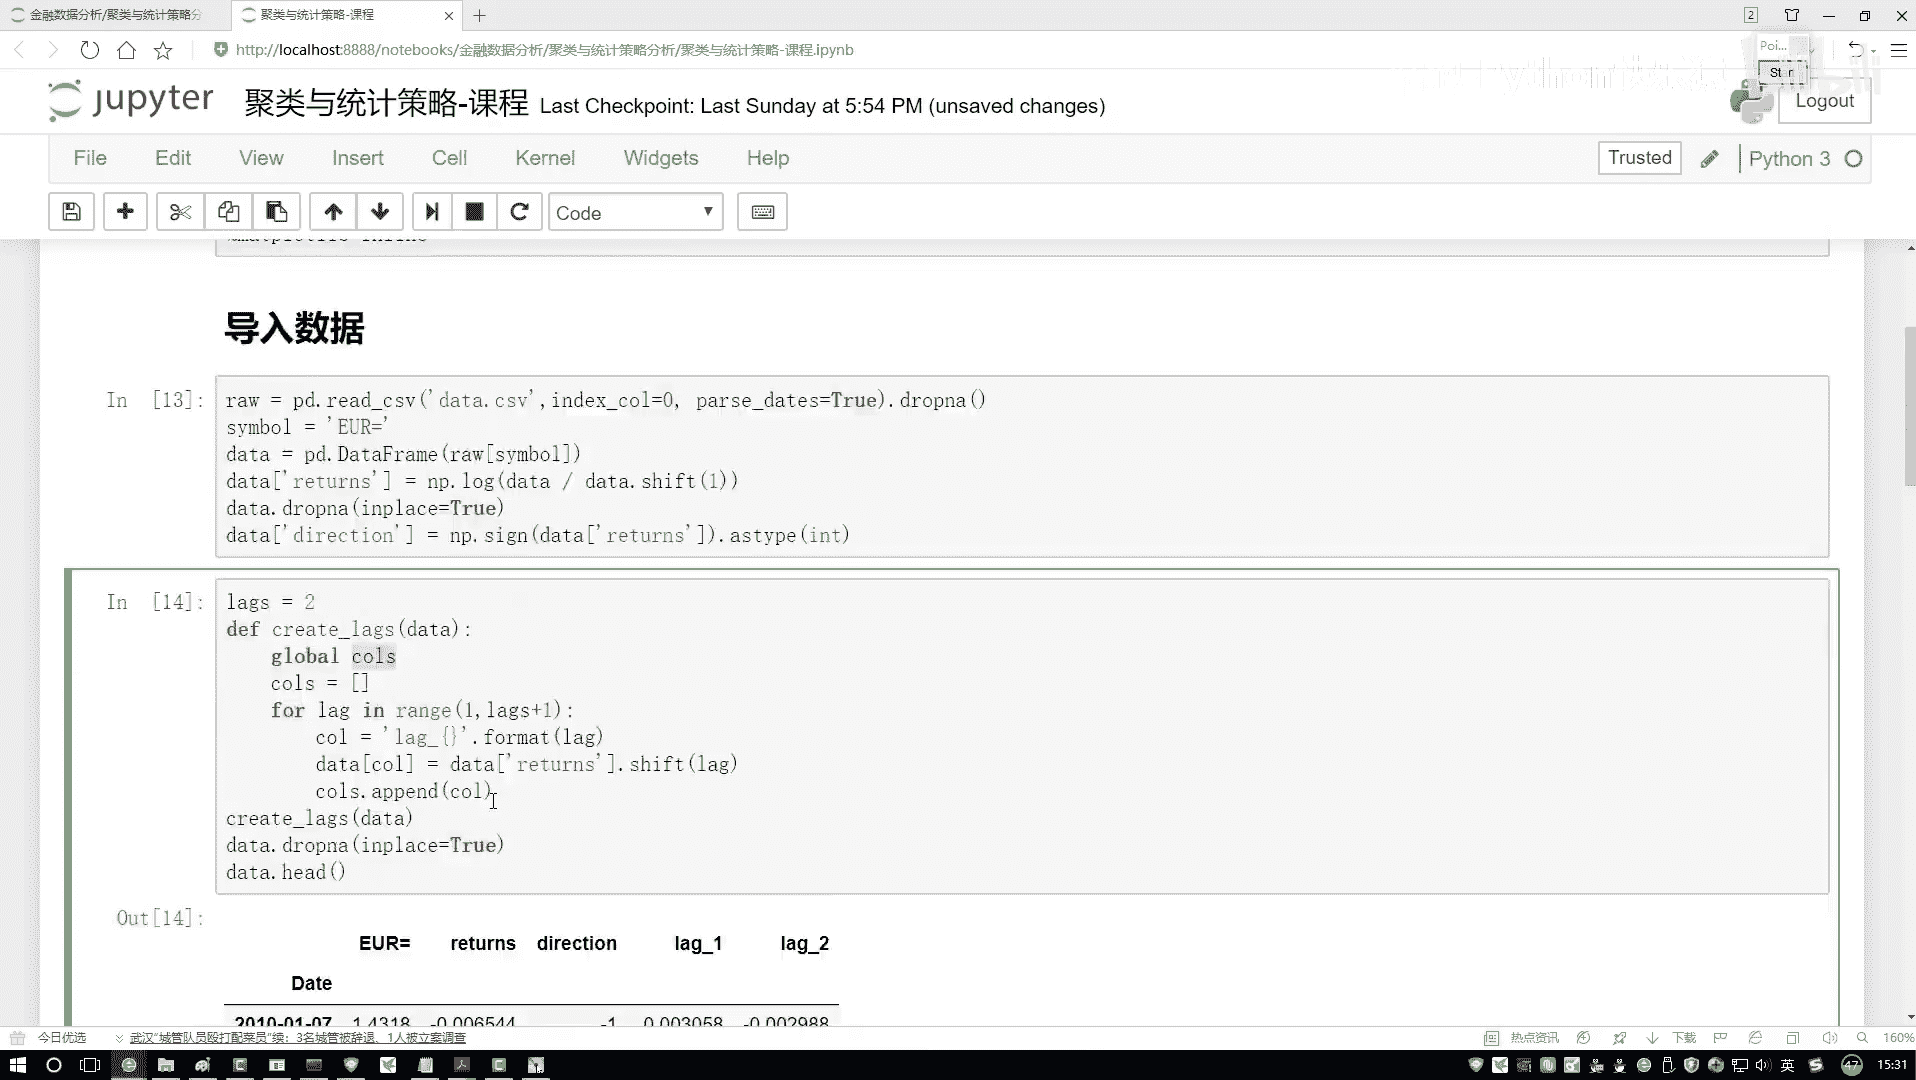 金融数据分析/聚类与统计策略分
聚类与统计策略-课程
2
http://localhost:8888/notebooks/金融数据分析/聚类与统计策略分析/聚类与统计策略-课程.ipynb
Poi...
Start
jupyter 聚类与统计策略-课程 Last Checkpoint: Last Sunday at 5:54 PM (unsaved changes)
Logout
File Edit View Insert Cell Kernel Widgets Help
Trusted Python 3
Code
%matplotlib inline
导入数据
In [13]:
raw = pd.read_csv('data.csv',index_col=0, parse_dates=True).dropna()
symbol = 'EUR='
data = pd.DataFrame(raw[symbol])
data['returns'] = np.log(data / data.shift(1))
data.dropna(inplace=True)
data['direction'] = np.sign(data['returns']).astype(int)
In [14]:
lags = 2
def create_lags(data):
    global cols
    cols = []
    for lag in range(1,lags+1):
        col = 'lag_{}'.format(lag)
        data[col] = data['returns'].shift(lag)
        cols.append(col)
create_lags(data)
data.dropna(inplace=True)
data.head()
Out[14]:
EUR= returns direction lag_1 lag_2
Date
2010-01-07 1.4318 -0.006544 -1 0.003058 -0.002988
今日优选 武汉“城管队员殴打配菜员”续：3名城管被辞退、1人被立案调查 热点资讯 下载 160%
英 47 15:31